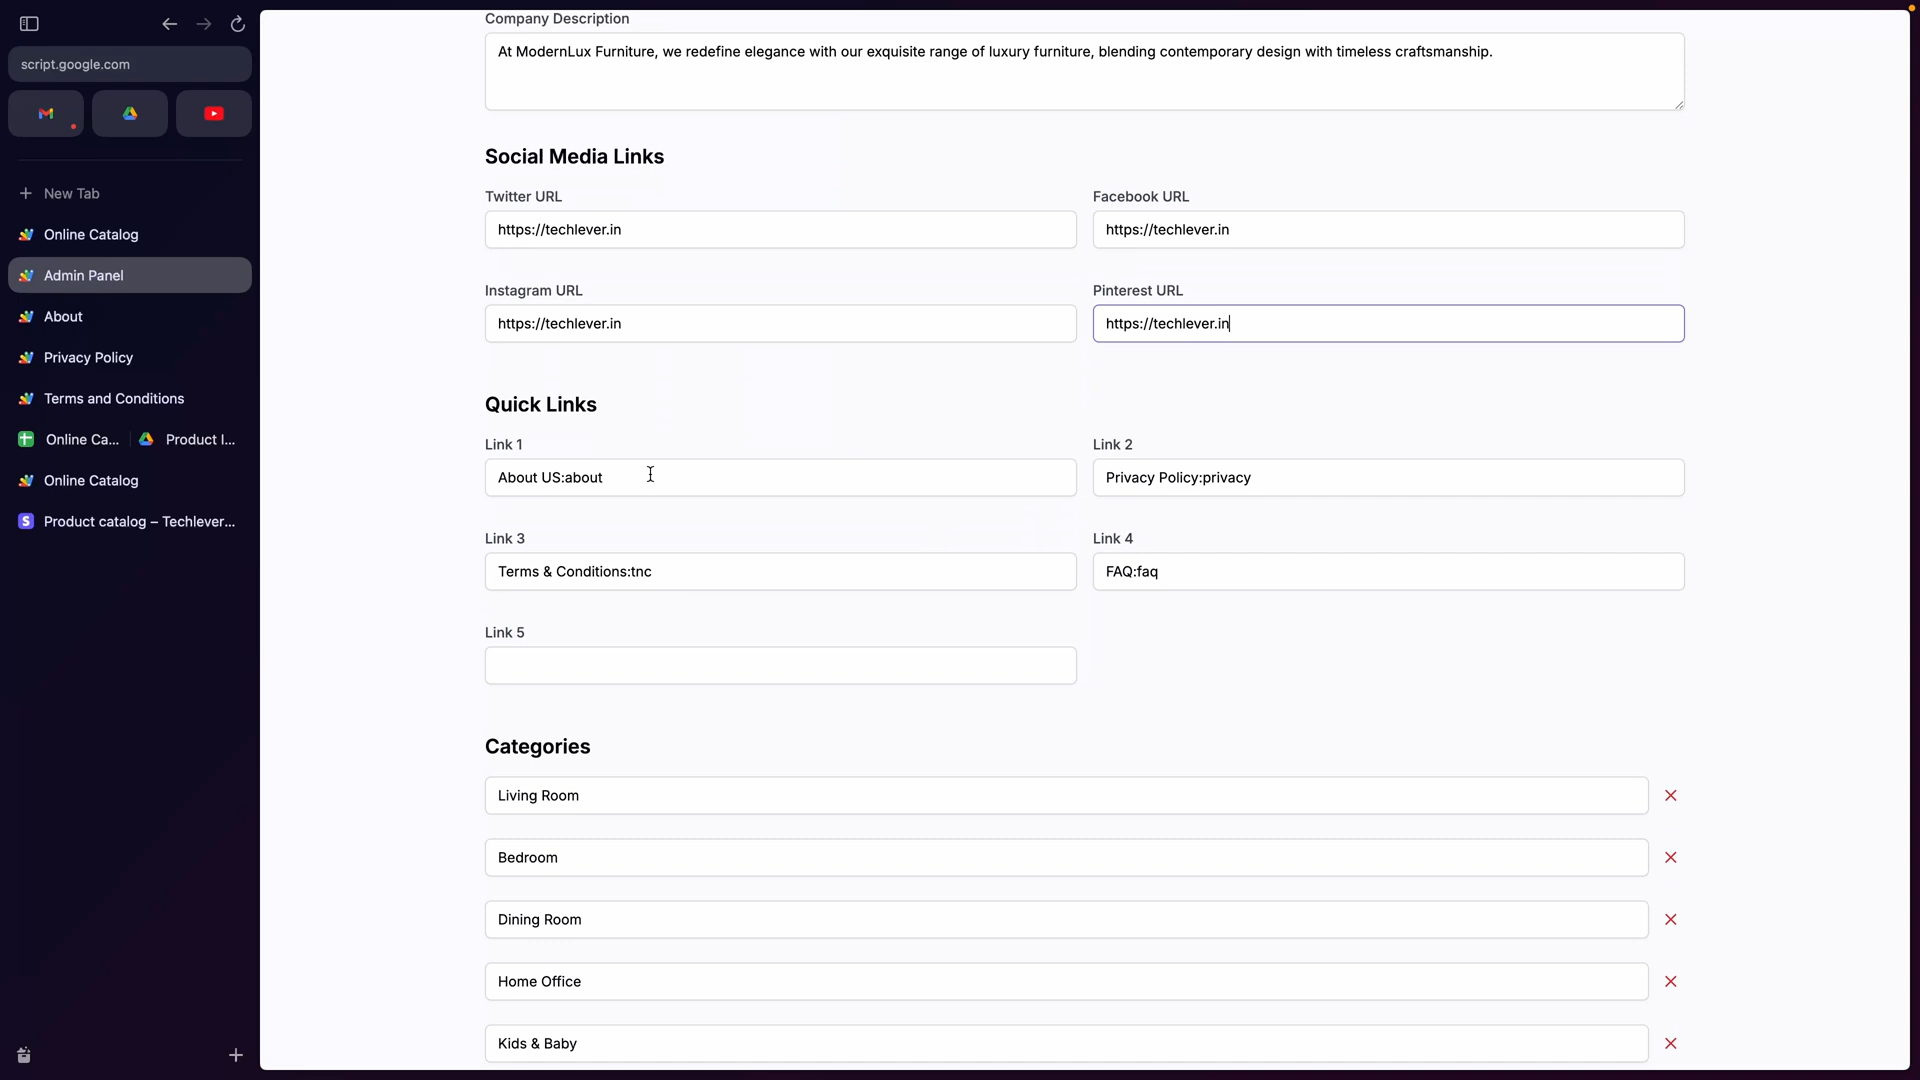 script.google.com
New Tab
Online Catalog
Admin Panel
About
Privacy Policy
Terms and Conditions
Online Ca... Product I...
Online Catalog
S Product catalog – Techlever...
Company Description
At ModernLux Furniture, we redefine elegance with our exquisite range of luxury furniture, blending contemporary design with timeless craftsmanship.
Social Media Links
Twitter URL Facebook URL
https://techlever.in https://techlever.in
Instagram URL Pinterest URL
https://techlever.in https://techlever.in
Quick Links
Link 1 Link 2
About US:about Privacy Policy:privacy
Link 3 Link 4
Terms & Conditions:tnc FAQ:faq
Link 5
Categories
Living Room
Bedroom
Dining Room
Home Office
Kids & Baby